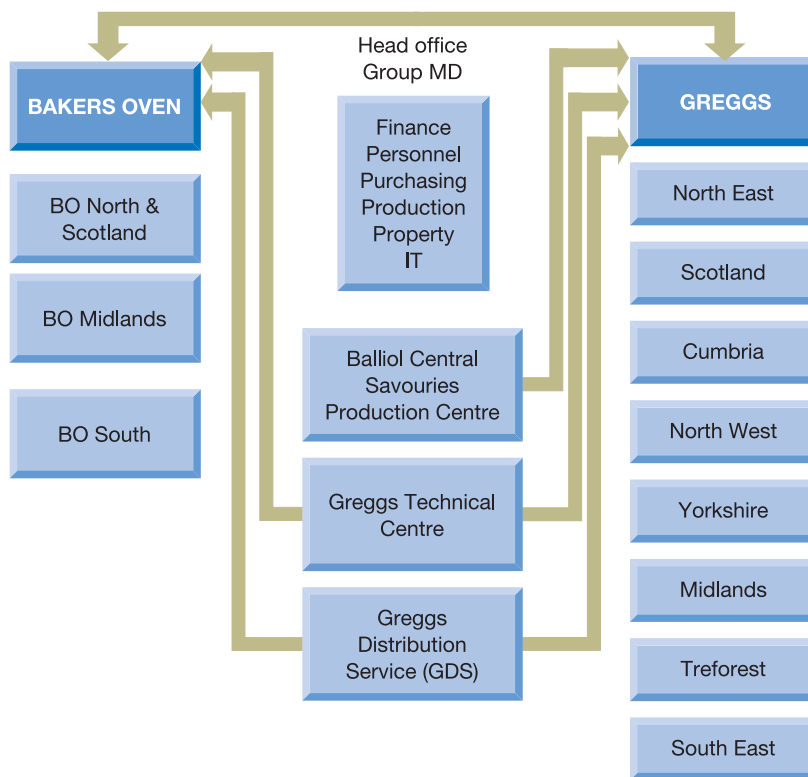 Head office
Group MD
BAKERS OVEN
GREGGS
Finance
Personnel
Purchasing
Production
Property
IT
BO North &
Scotland
BO Midlands
BO South
Balliol Central
Savouries
Production Centre
Greggs Technical
Centre
Greggs
Distribution
Service (GDS)
North East
Scotland
Cumbria
North West
Yorkshire
Midlands
Treforest
South East